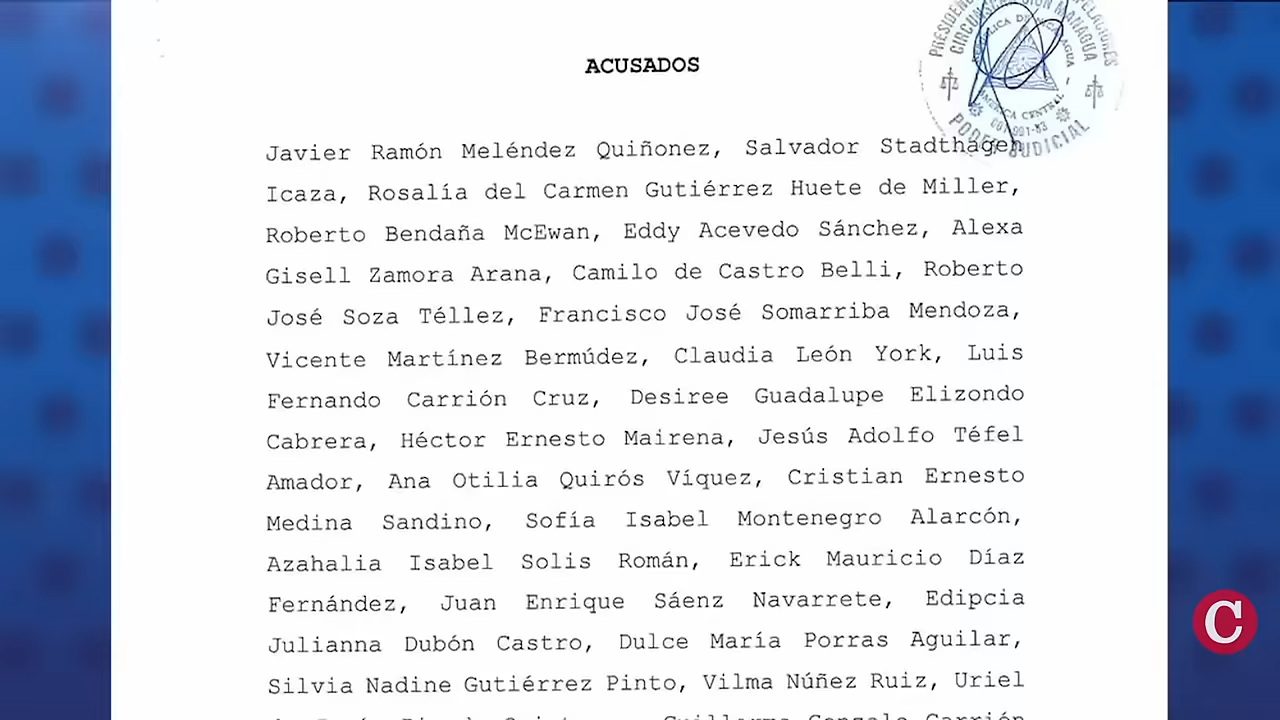 ACUSADOS
PODER JUDICIAL
Javier Ramón Meléndez Quiñonez, Salvador Stadthagen
Icaza, Rosalía del Carmen Gutiérrez Huete de Miller,
Roberto Bendaña McEwan, Eddy Acevedo Sánchez, Alexa
Gisell Zamora Arana, Camilo de Castro Belli, Roberto
José Soza Téllez, Francisco José Somarriba Mendoza,
Vicente Martínez Bermúdez, Claudia León York, Luis
Fernando Carrión Cruz, Desiree Guadalupe Elizondo
Cabrera, Héctor Ernesto Mairena, Jesús Adolfo Téfel
Amador, Ana Otilia Quirós Víquez, Cristian Ernesto
Medina Sandino, Sofía Isabel Montenegro Alarcón,
Azahalia Isabel Solis Román, Erick Mauricio Díaz
Fernández, Juan Enrique Sáenz Navarrete, Edipcia
Julianna Dubón Castro, Dulce María Porras Aguilar,
Silvia Nadine Gutiérrez Pinto, Vilma Núñez Ruiz, Uriel
C